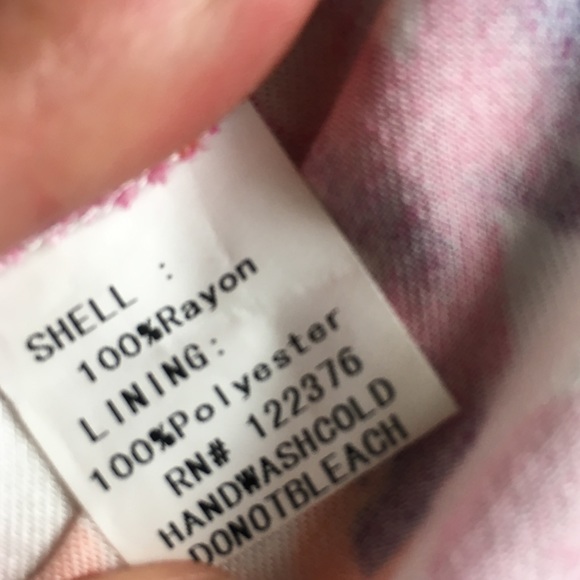 SHELL :
100%Rayon
LINING:
100%Polyester
RN# 122376
HANDWASHCOLD
DONOTBLEACH